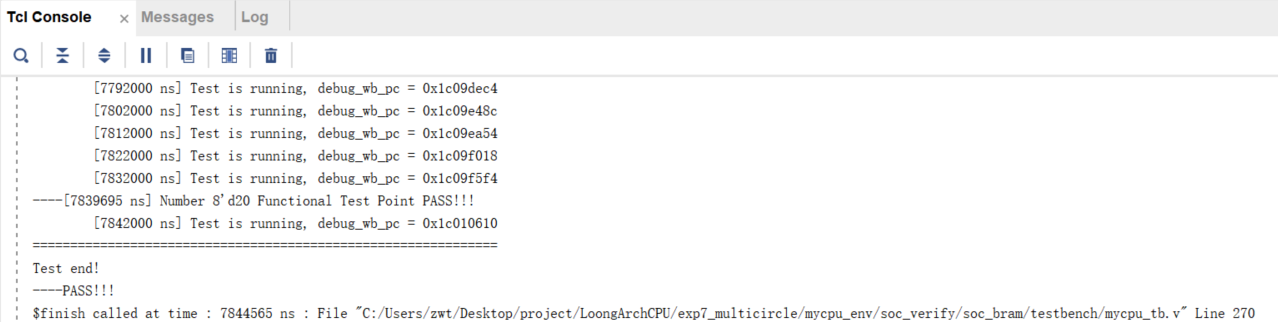 Tcl Console × Messages Log
[7792000 ns] Test is running, debug_wb_pc = 0x1c09dec4
[7802000 ns] Test is running, debug_wb_pc = 0x1c09e48c
[7812000 ns] Test is running, debug_wb_pc = 0x1c09ea54
[7822000 ns] Test is running, debug_wb_pc = 0x1c09f018
[7832000 ns] Test is running, debug_wb_pc = 0x1c09f5f4
----[7839695 ns] Number 8'd20 Functional Test Point PASS!!!
[7842000 ns] Test is running, debug_wb_pc = 0x1c010610
==============================================================
Test end!
----PASS!!!
$finish called at time : 7844565 ns : File "C:/Users/zwt/Desktop/project/LoongArchCPU/exp7_multicircle/mycpu_env/soc_verify/soc_bram/testbench/mycpu_tb.v" Line 270